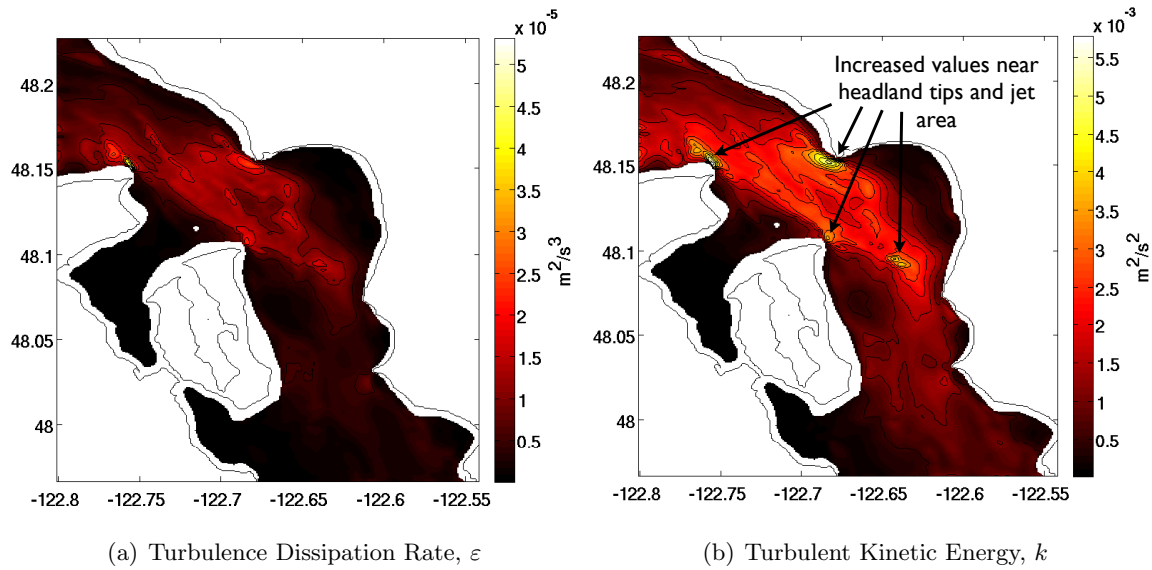 x 10⁻⁵
48.2
48.15
48.1
48.05
48
-122.8 -122.75 -122.7 -122.65 -122.6 -122.55
5
4.5
4
3.5
3
2.5
2
1.5
1
0.5
m²/s³
(a) Turbulence Dissipation Rate, ε
x 10⁻³
Increased values near
headland tips and jet
area
48.2
48.15
48.1
48.05
48
-122.8 -122.75 -122.7 -122.65 -122.6 -122.55
5.5
5
4.5
4
3.5
3
2.5
2
1.5
1
0.5
m²/s²
(b) Turbulent Kinetic Energy, k